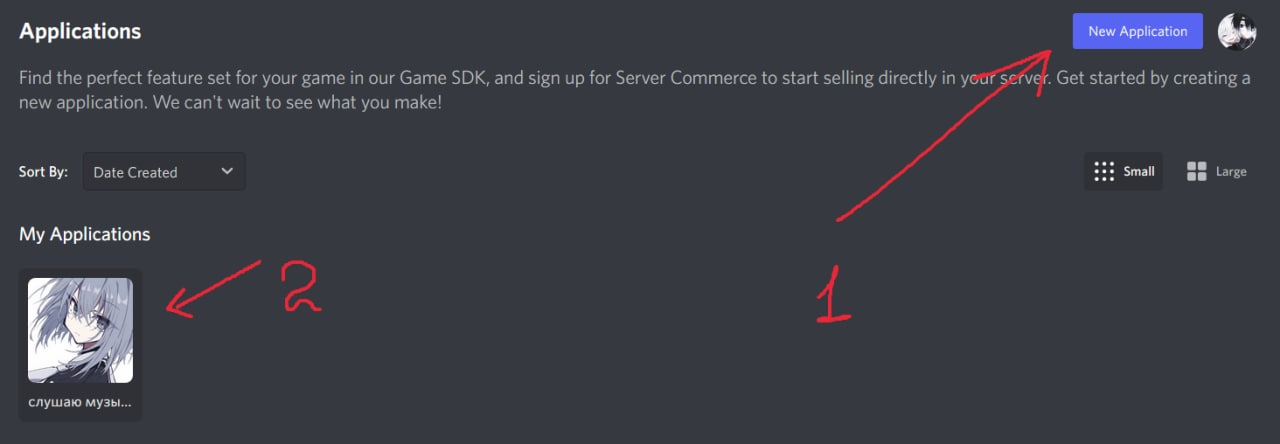 Applications
New Application
Find the perfect feature set for your game in our Game SDK, and sign up for Server Commerce to start selling directly in your server. Get started by creating a
new application. We can't wait to see what you make!
Sort By: Date Created
Small Large
My Applications
2
1
слушаю музы...